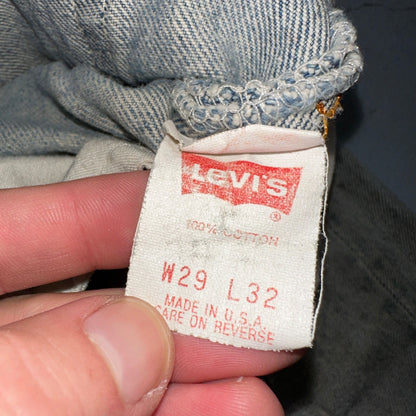 Levi's
®
100% COTTON
W29 L32
MADE IN U.S.A.
CARE ON REVERSE